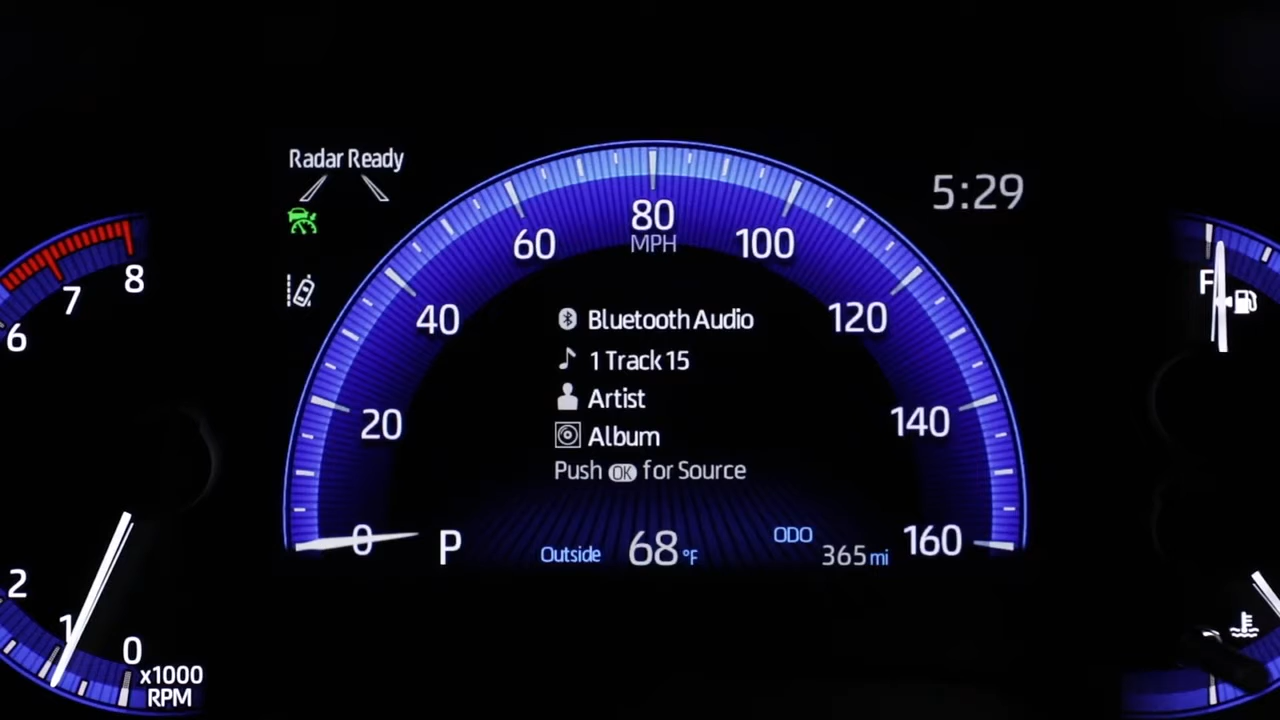 Radar Ready
5:29
8
7
6
2
1
0
x1000
RPM
0
20
40
60
80
MPH
100
120
140
160
Bluetooth Audio
1 Track 15
Artist
Album
Push OK for Source
P
Outside 68 °F
ODO
365 mi
F